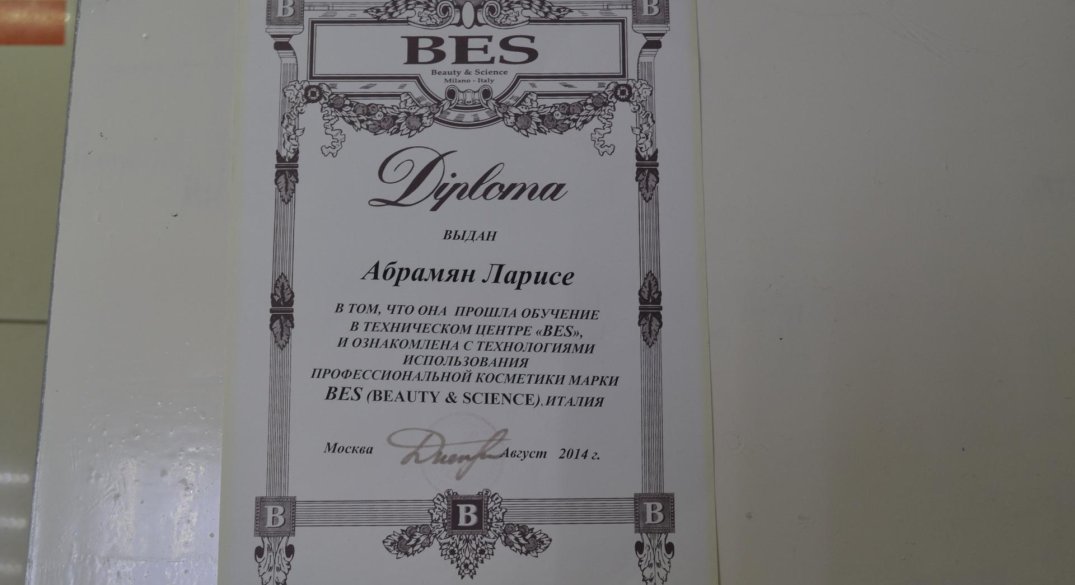 B
B
BES
Beauty & Science
Milano - Italy
Diploma
ВЫДАН
Абрамян Ларисе
В ТОМ, ЧТО ОНА ПРОШЛА ОБУЧЕНИЕ
В ТЕХНИЧЕСКОМ ЦЕНТРЕ «BES»,
И ОЗНАКОМЛЕНА С ТЕХНОЛОГИЯМИ
ИСПОЛЬЗОВАНИЯ
ПРОФЕССИОНАЛЬНОЙ КОСМЕТИКИ МАРКИ
BES (BEAUTY & SCIENCE), ИТАЛИЯ
Москва Август 2014 г.
B B B